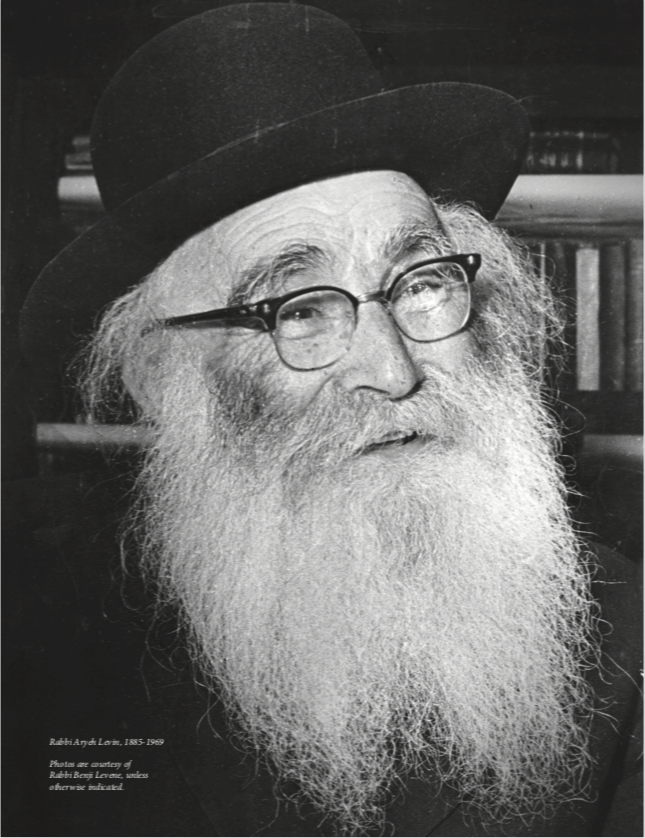 Rabbi Aryeh Levin, 1885-1969
Photos are courtesy of
Rabbi Benji Levene, unless
otherwise indicated.